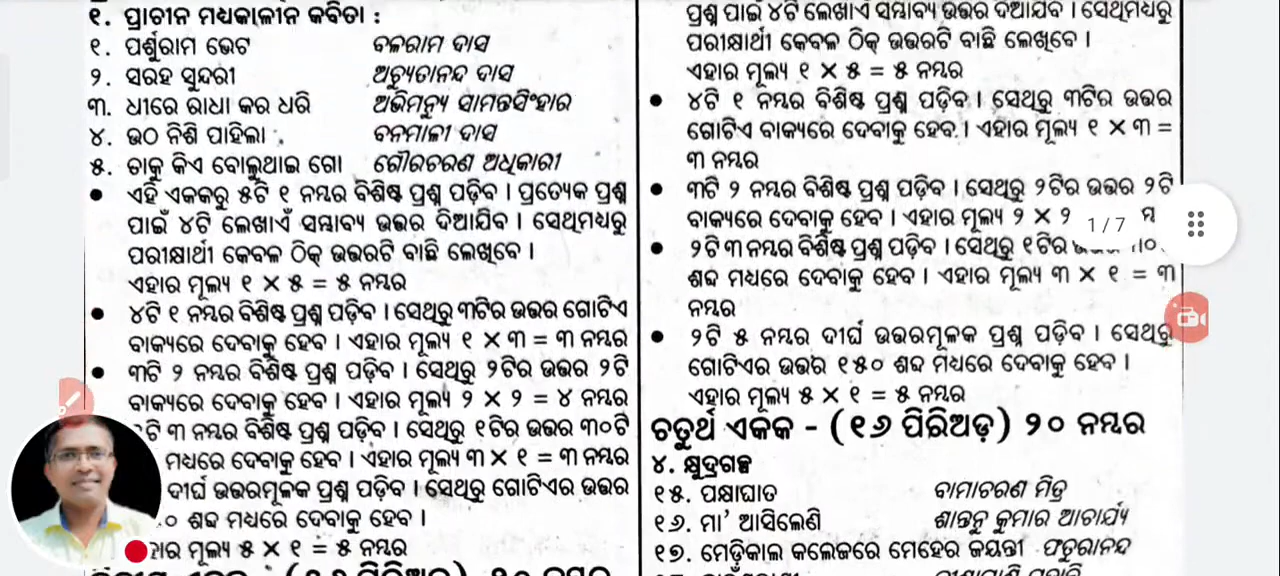 ୧. ପ୍ରାଚୀନ ମଧ୍ୟକାଳୀନ କବିତା :
୧. ପର୍ଶୁରାମ ଭେଟ ବଳରାମ ଦାସ
୨. ସରହ ସୁନ୍ଦରୀ ଅଚ୍ୟୁତାନନ୍ଦ ଦାସ
୩. ଧୀରେ ରାଧା କର ଧରି ଅଭିମନ୍ୟୁ ସାମନ୍ତସିଂହାର
୪. ଉଠ ନିଶି ପାହିଲା ବନମାଳୀ ଦାସ
୫. ତାକୁ କିଏ ବୋଲୁଥାଇ ଗୋ ଗୌରଚରଣ ଅଧିକାରୀ
• ଏହି ଏକକରୁ ୫ଟି ୧ ନମ୍ବର ବିଶିଷ୍ଟ ପ୍ରଶ୍ନ ପଡ଼ିବ । ପ୍ରତ୍ୟେକ ପ୍ରଶ୍ନ
ପାଇଁ ୪ଟି ଲେଖାଏଁ ସମ୍ଭାବ୍ୟ ଉତ୍ତର ଦିଆଯିବ । ସେଥିମଧ୍ୟରୁ
ପରୀକ୍ଷାର୍ଥୀ କେବଳ ଠିକ୍ ଉତ୍ତରଟି ବାଛି ଲେଖିବେ ।
ଏହାର ମୂଲ୍ୟ ୧ × ୫ = ୫ ନମ୍ବର
• ୪ଟି ୧ ନମ୍ବର ବିଶିଷ୍ଟ ପ୍ରଶ୍ନ ପଡ଼ିବ । ସେଥିରୁ ୩ଟିର ଉତ୍ତର ଗୋଟିଏ
ବାକ୍ୟରେ ଦେବାକୁ ହେବ । ଏହାର ମୂଲ୍ୟ ୧ × ୩ = ୩ ନମ୍ବର
• ୩ଟି ୨ ନମ୍ବର ବିଶିଷ୍ଟ ପ୍ରଶ୍ନ ପଡ଼ିବ । ସେଥିରୁ ୨ଟିର ଉତ୍ତର ୨ଟି
ବାକ୍ୟରେ ଦେବାକୁ ହେବ । ଏହାର ମୂଲ୍ୟ ୨ × ୨ = ୪ ନମ୍ବର
ଟି ୩ ନମ୍ବର ବିଶିଷ୍ଟ ପ୍ରଶ୍ନ ପଡ଼ିବ । ସେଥିରୁ ୧ଟିର ଉତ୍ତର ୩୦ଟି
ମଧ୍ୟରେ ଦେବାକୁ ହେବ । ଏହାର ମୂଲ୍ୟ ୩ × ୧ = ୩ ନମ୍ବର
ଦୀର୍ଘ ଉତ୍ତରମୂଳକ ପ୍ରଶ୍ନ ପଡ଼ିବ । ସେଥିରୁ ଗୋଟିଏର ଉତ୍ତର
୦ ଶବ୍ଦ ମଧ୍ୟରେ ଦେବାକୁ ହେବ ।
ହାର ମୂଲ୍ୟ ୫ × ୧ = ୫ ନମ୍ବର
ପ୍ରଶ୍ନ ପାଇଁ ୪ଟି ଲେଖାଏଁ ସମ୍ଭାବ୍ୟ ଉତ୍ତର ଦିଆଯିବ । ସେଥିମଧ୍ୟରୁ
ପରୀକ୍ଷାର୍ଥୀ କେବଳ ଠିକ୍ ଉତ୍ତରଟି ବାଛି ଲେଖିବେ ।
ଏହାର ମୂଲ୍ୟ ୧ × ୫ = ୫ ନମ୍ବର
• ୪ଟି ୧ ନମ୍ବର ବିଶିଷ୍ଟ ପ୍ରଶ୍ନ ପଡ଼ିବ । ସେଥିରୁ ୩ଟିର ଉତ୍ତର
ଗୋଟିଏ ବାକ୍ୟରେ ଦେବାକୁ ହେବ । ଏହାର ମୂଲ୍ୟ ୧ × ୩ =
୩ ନମ୍ବର
• ୩ଟି ୨ ନମ୍ବର ବିଶିଷ୍ଟ ପ୍ରଶ୍ନ ପଡ଼ିବ । ସେଥିରୁ ୨ଟିର ଉତ୍ତର ୨ଟି
ବାକ୍ୟରେ ଦେବାକୁ ହେବ । ଏହାର ମୂଲ୍ୟ ୨ × ୨
1 / 7
• ୨ଟି ୩ ନମ୍ବର ବିଶିଷ୍ଟ ପ୍ରଶ୍ନ ପଡ଼ିବ । ସେଥିରୁ ୧ଟିର
ଶବ୍ଦ ମଧ୍ୟରେ ଦେବାକୁ ହେବ । ଏହାର ମୂଲ୍ୟ ୩ × ୧ = ୩
ନମ୍ବର
• ୨ଟି ୫ ନମ୍ବର ଦୀର୍ଘ ଉତ୍ତରମୂଳକ ପ୍ରଶ୍ନ ପଡ଼ିବ । ସେଥିରୁ
ଗୋଟିଏର ଉତ୍ତର ୧୫୦ ଶବ୍ଦ ମଧ୍ୟରେ ଦେବାକୁ ହେବ ।
ଏହାର ମୂଲ୍ୟ ୫ × ୧ = ୫ ନମ୍ବର
ଚତୁର୍ଥ ଏକକ - (୧୬ ପିରିଅଡ଼) ୨୦ ନମ୍ବର
୪. କ୍ଷୁଦ୍ରଗଳ୍ପ
୧୫. ପକ୍ଷାଘାତ ବାମାଚରଣ ମିତ୍ର
୧୬. ମା' ଆସିଲେଣି ଶାନ୍ତନୁ କୁମାର ଆଚାର୍ଯ୍ୟ
୧୭. ମେଡ଼ିକାଲ କଲେଜରେ ମେହେର ଜୟନ୍ତୀ ଫତୁରାନନ୍ଦ